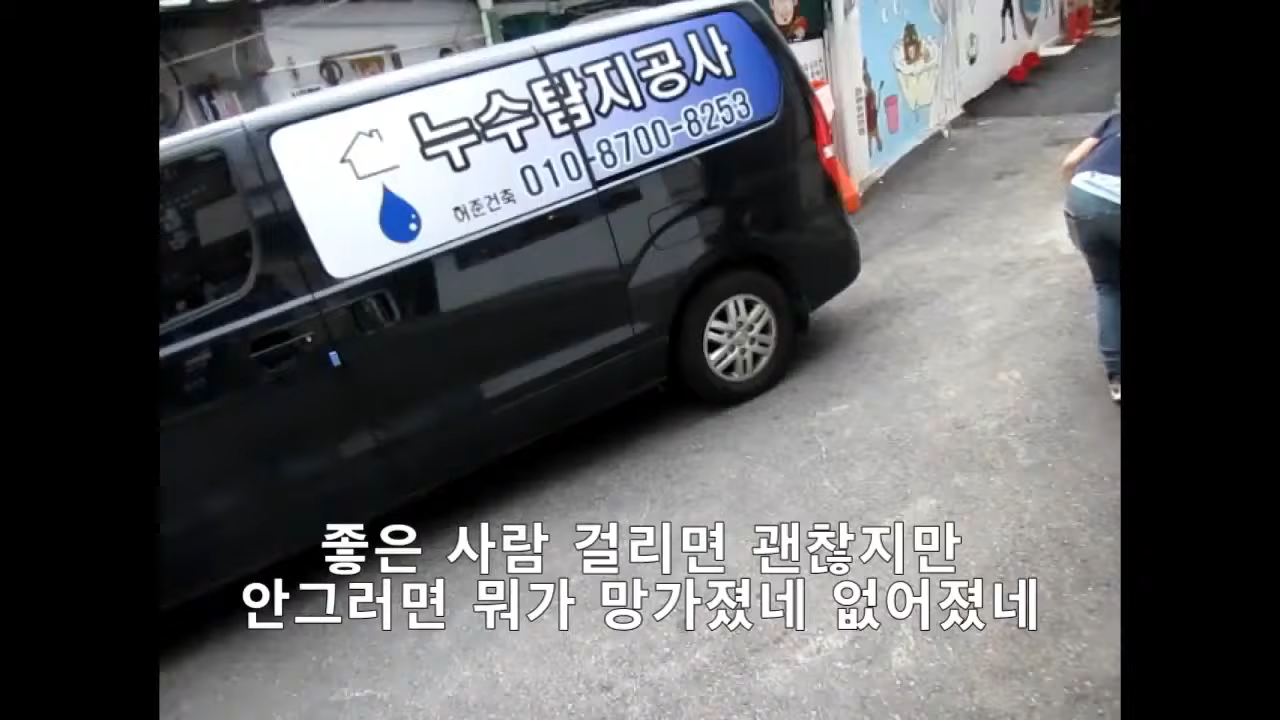 누수탐지공사
허준건축 010-8700-8253
좋은 사람 걸리면 괜찮지만
안그러면 뭐가 망가졌네 없어졌네